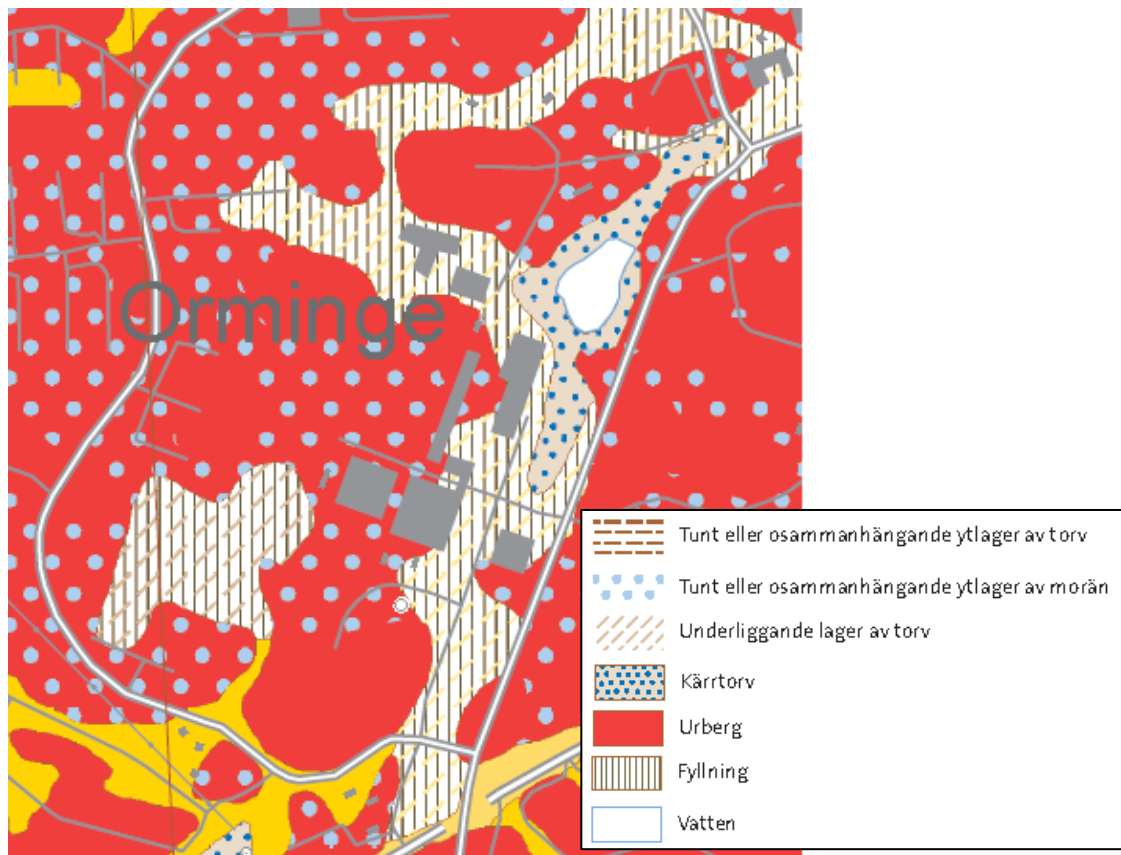 Orminge
Tunt eller osammanhängande ytlager av torv
Tunt eller osammanhängande ytlager av morän
Underliggande lager av torv
Kärrtorv
Urberg
Fyllning
Vatten